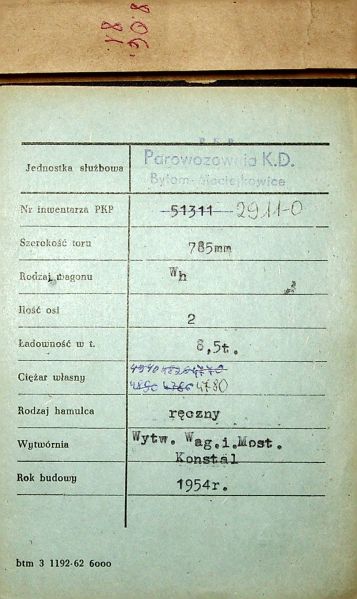 P K P
Jednostka służbowa Parowozownia K.D.
Bytom-Maciejkowice
Nr inwentarza PKP 51311 2911-0
Szerokość toru 785mm
Rodzaj wagonu Wh
Ilość osi 2
Ładowność w t. 8,5t.
Ciężar własny 4780
Rodzaj hamulca ręczny
Wytwórnia Wytw. Wag.i.Most.
Konstal
Rok budowy 1954r.
btm 3 1192-62 6000